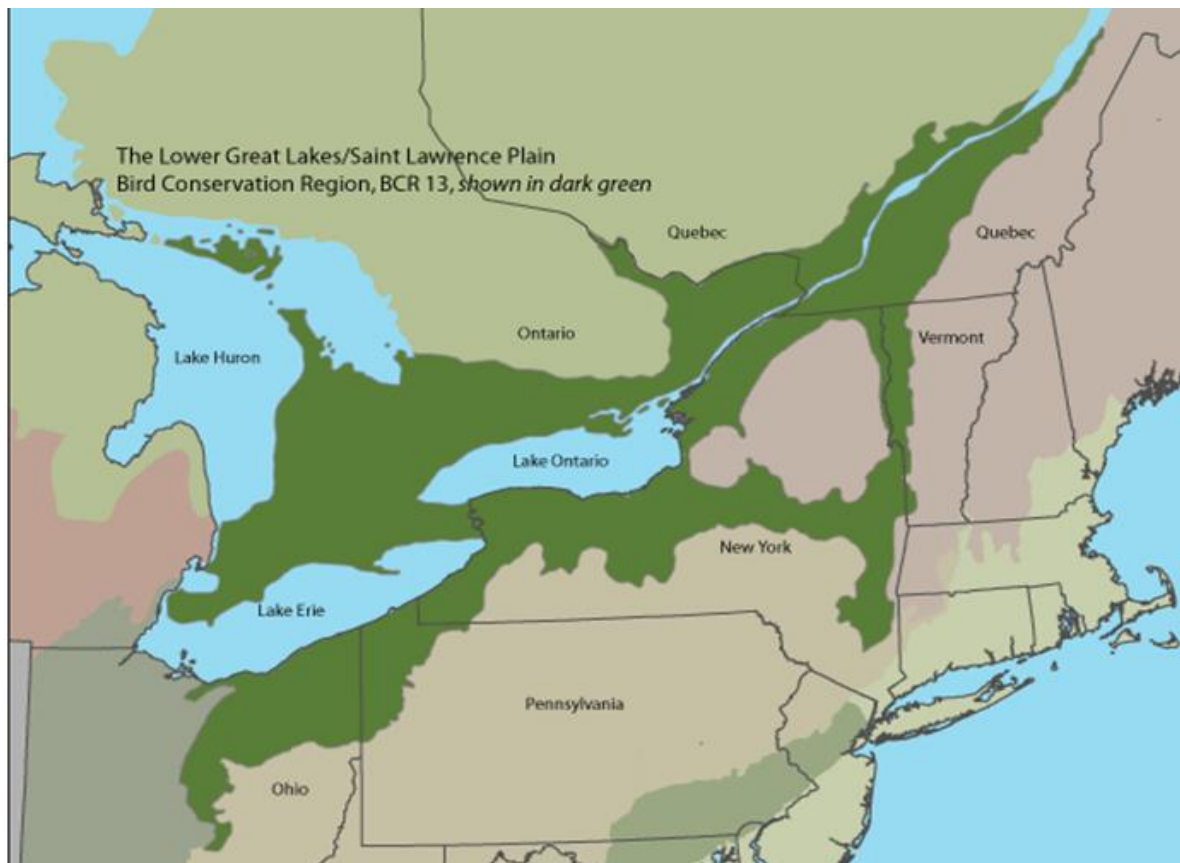 The Lower Great Lakes/Saint Lawrence Plain
Bird Conservation Region, BCR 13, shown in dark green
Quebec
Quebec
Ontario
Vermont
Lake Huron
Lake Ontario
New York
Lake Erie
Pennsylvania
Ohio